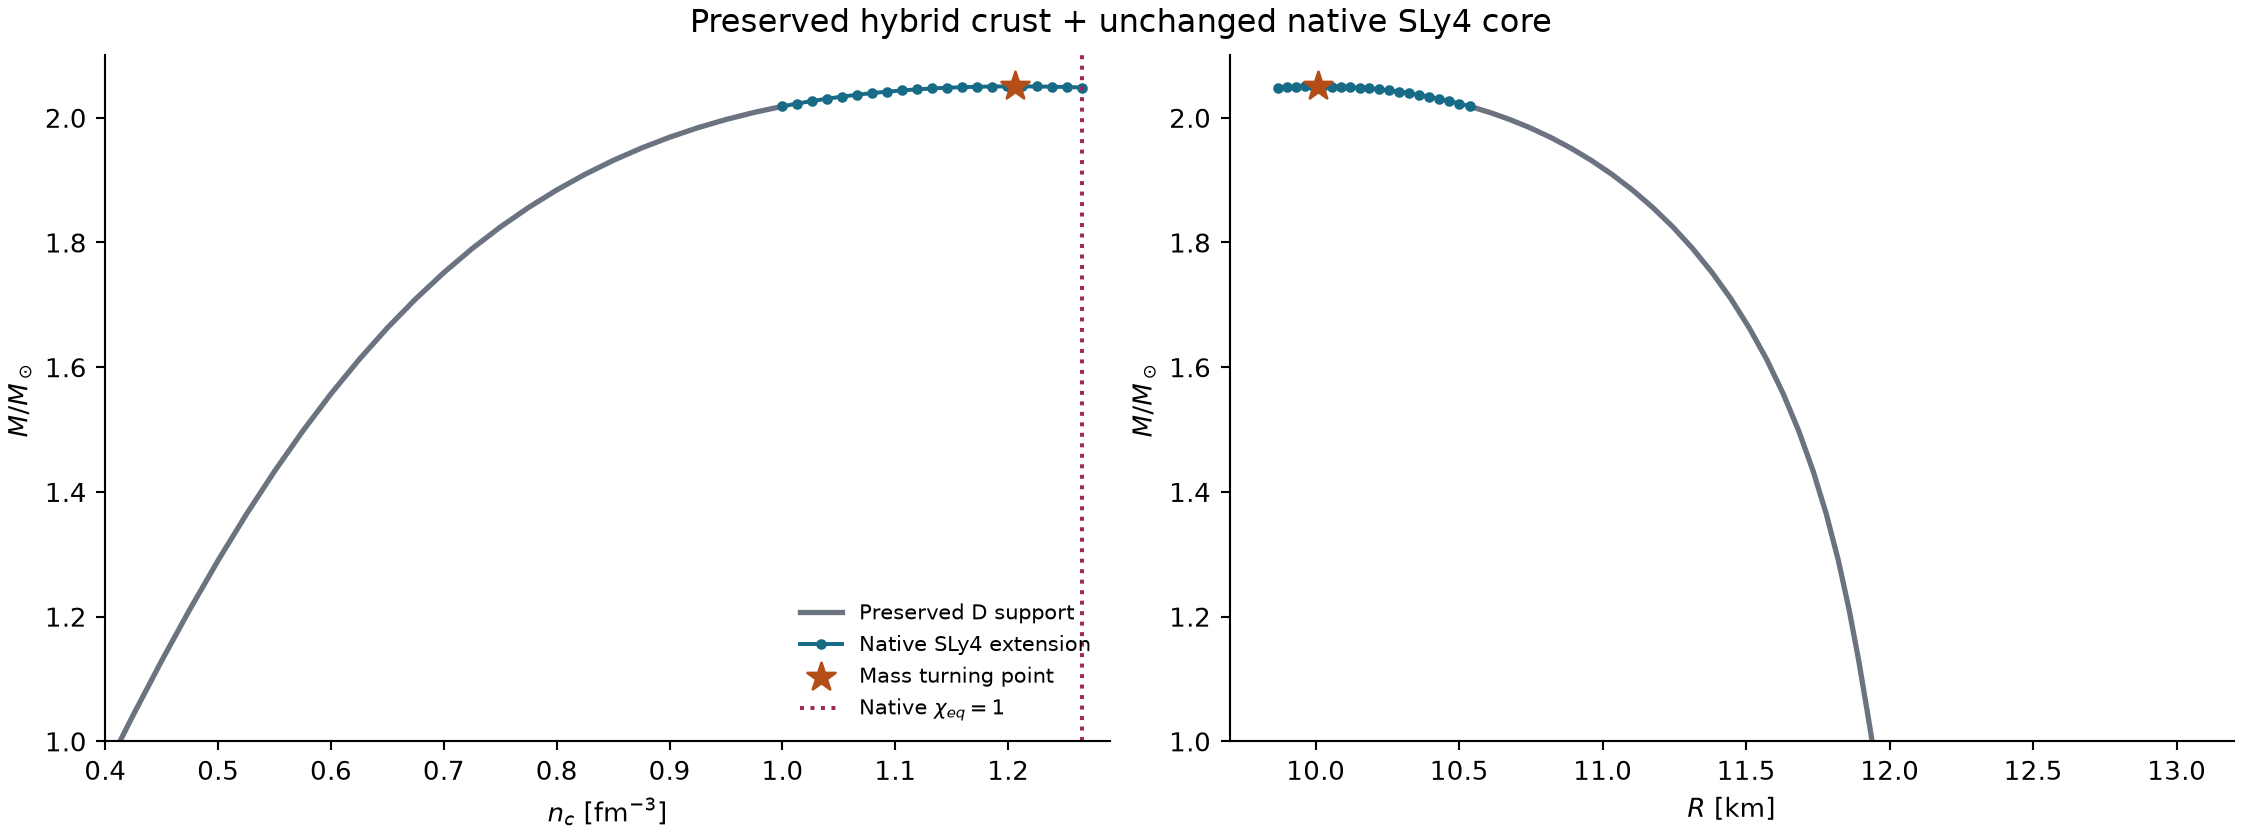 Preserved hybrid crust + unchanged native SLy4 core
M/M⊙
2.0
1.8
1.6
1.4
1.2
1.0
0.4 0.5 0.6 0.7 0.8 0.9 1.0 1.1 1.2
n_c [fm⁻³]
Preserved D support
Native SLy4 extension
Mass turning point
Native χ_eq = 1
M/M⊙
2.0
1.8
1.6
1.4
1.2
1.0
10.0 10.5 11.0 11.5 12.0 12.5 13.0
R [km]